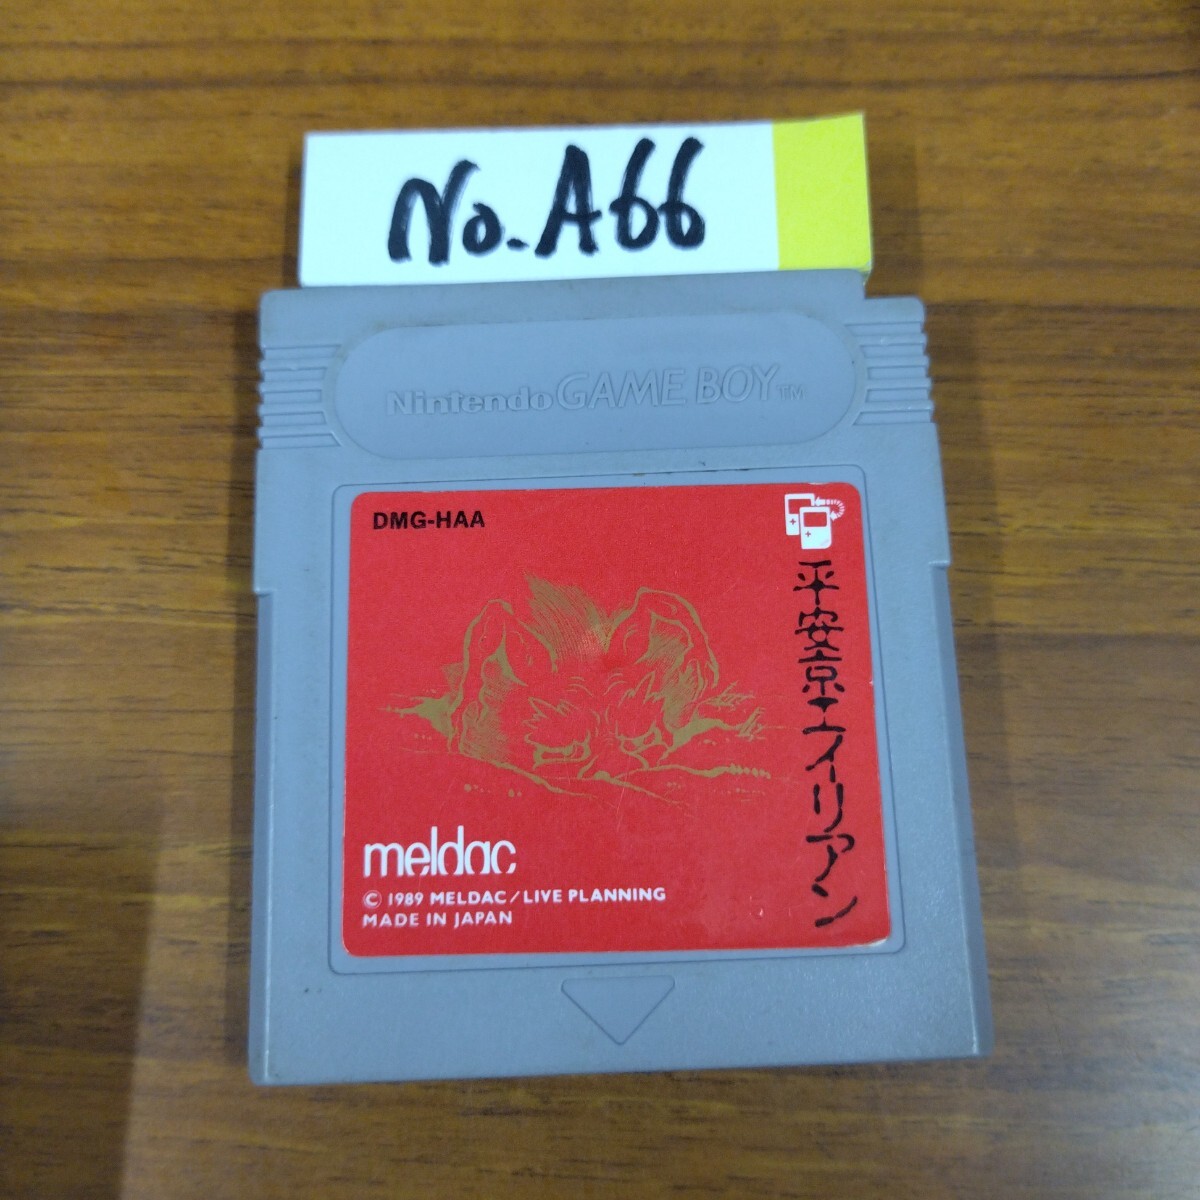 No.A66
Nintendo GAME BOY TM
DMG-HAA
平安京エイリアン
meldac
© 1989 MELDAC/LIVE PLANNING
MADE IN JAPAN